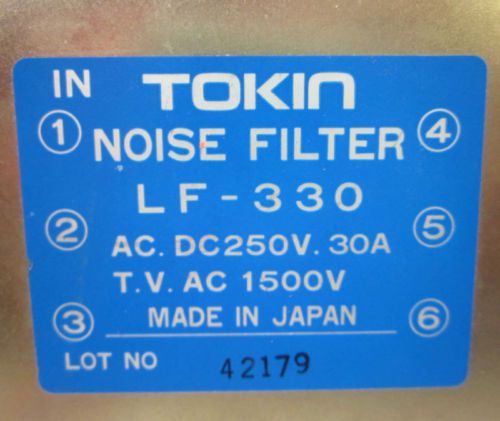 IN TOKIN
① NOISE FILTER ④
LF-330
② AC. DC250V. 30A ⑤
T.V. AC 1500V
③ MADE IN JAPAN ⑥
LOT NO 42179